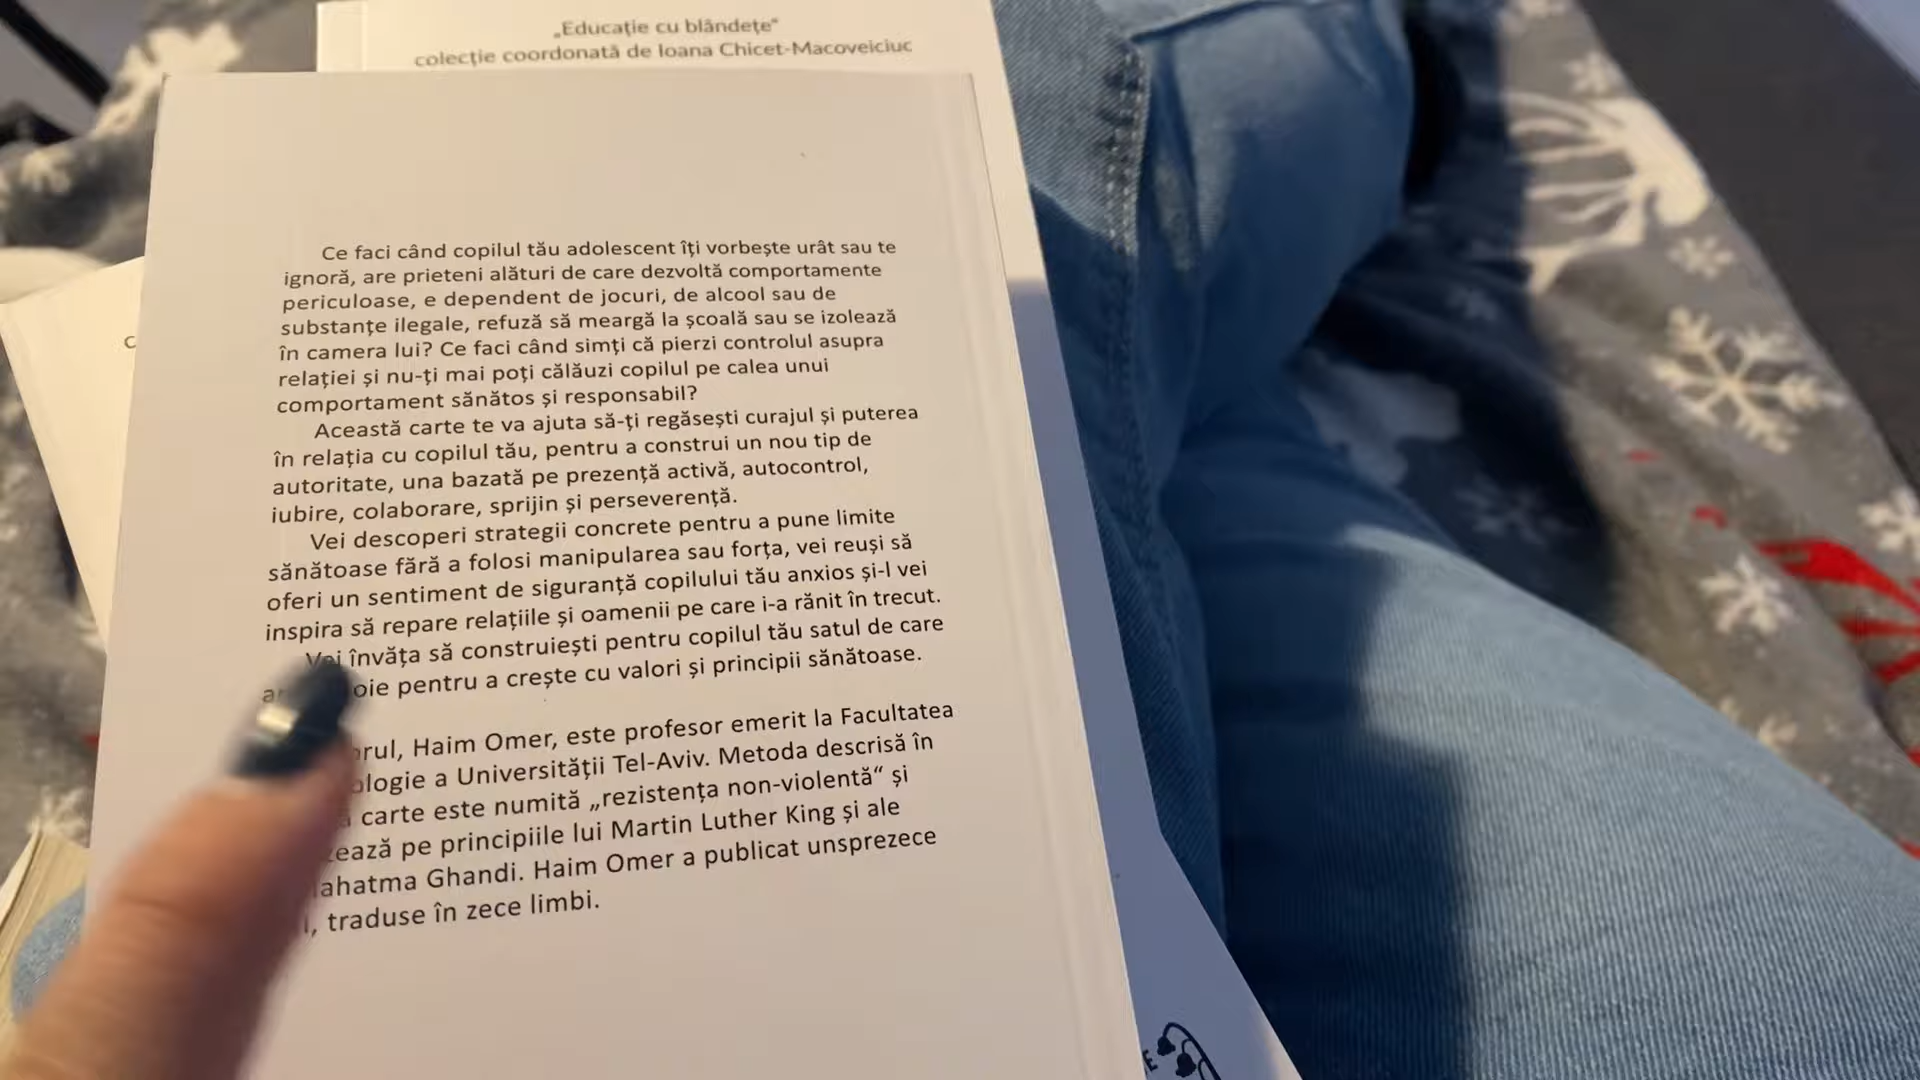 „Educație cu blândețe“
colecție coordonată de Ioana Chicet-Macoveiciuc
Ce faci când copilul tău adolescent îți vorbește urât sau te
ignoră, are prieteni alături de care dezvoltă comportamente
periculoase, e dependent de jocuri, de alcool sau de
substanțe ilegale, refuză să meargă la școală sau se izolează
în camera lui? Ce faci când simți că pierzi controlul asupra
relației și nu-ți mai poți călăuzi copilul pe calea unui
comportament sănătos și responsabil?
Această carte te va ajuta să-ți regăsești curajul și puterea
în relația cu copilul tău, pentru a construi un nou tip de
autoritate, una bazată pe prezență activă, autocontrol,
iubire, colaborare, sprijin și perseverență.
Vei descoperi strategii concrete pentru a pune limite
sănătoase fără a folosi manipularea sau forța, vei reuși să
oferi un sentiment de siguranță copilului tău anxios și-l vei
inspira să repare relațiile și oamenii pe care i-a rănit în trecut.
Vei învăța să construiești pentru copilul tău satul de care
pentru a crește cu valori și principii sănătoase.
Haim Omer, este profesor emerit la Facultatea
a Universității Tel-Aviv. Metoda descrisă în
carte este numită „rezistența non-violentă“ și
pe principiile lui Martin Luther King și ale
Ghandi. Haim Omer a publicat unsprezece
traduse în zece limbi.